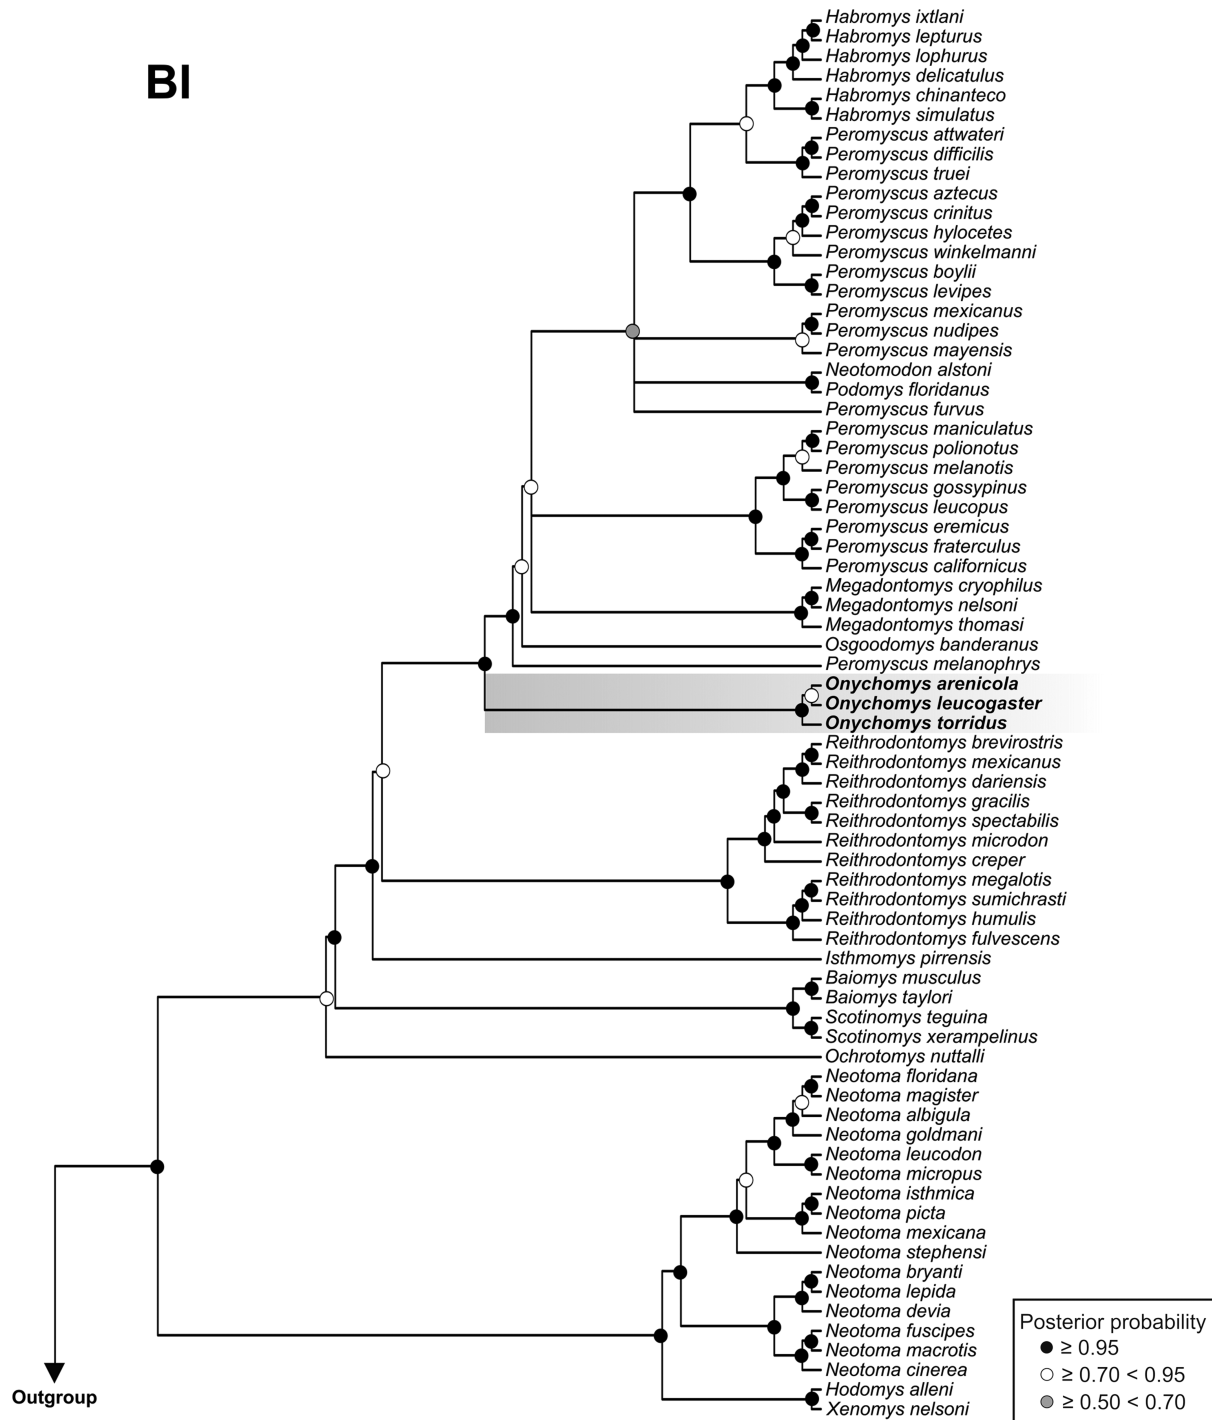 BI
Habromys ixtlani
Habromys lepturus
Habromys lophurus
Habromys delicatulus
Habromys chinanteco
Habromys simulatus
Peromyscus attwateri
Peromyscus difficilis
Peromyscus truei
Peromyscus aztecus
Peromyscus crinitus
Peromyscus hylocetes
Peromyscus winkelmanni
Peromyscus boylii
Peromyscus levipes
Peromyscus mexicanus
Peromyscus nudipes
Peromyscus mayensis
Neotomodon alstoni
Podomys floridanus
Peromyscus furvus
Peromyscus maniculatus
Peromyscus polionotus
Peromyscus melanotis
Peromyscus gossypinus
Peromyscus leucopus
Peromyscus eremicus
Peromyscus fraterculus
Peromyscus californicus
Megadontomys cryophilus
Megadontomys nelsoni
Megadontomys thomasi
Osgoodomys banderanus
Peromyscus melanophrys
Onychomys arenicola
Onychomys leucogaster
Onychomys torridus
Reithrodontomys brevirostris
Reithrodontomys mexicanus
Reithrodontomys dariensis
Reithrodontomys gracilis
Reithrodontomys spectabilis
Reithrodontomys microdon
Reithrodontomys creper
Reithrodontomys megalotis
Reithrodontomys sumichrasti
Reithrodontomys humulis
Reithrodontomys fulvescens
Isthmomys pirrensis
Baiomys musculus
Baiomys taylori
Scotinomys teguina
Scotinomys xerampelinus
Ochrotomys nuttalli
Neotoma floridana
Neotoma magister
Neotoma albigula
Neotoma goldmani
Neotoma leucodon
Neotoma micropus
Neotoma isthmica
Neotoma picta
Neotoma mexicana
Neotoma stephensi
Neotoma bryanti
Neotoma lepida
Neotoma devia
Neotoma fuscipes
Neotoma macrotis
Neotoma cinerea
Hodomys alleni
Xenomys nelsoni
Outgroup
Posterior probability
≥ 0.95
≥ 0.70 < 0.95
≥ 0.50 < 0.70